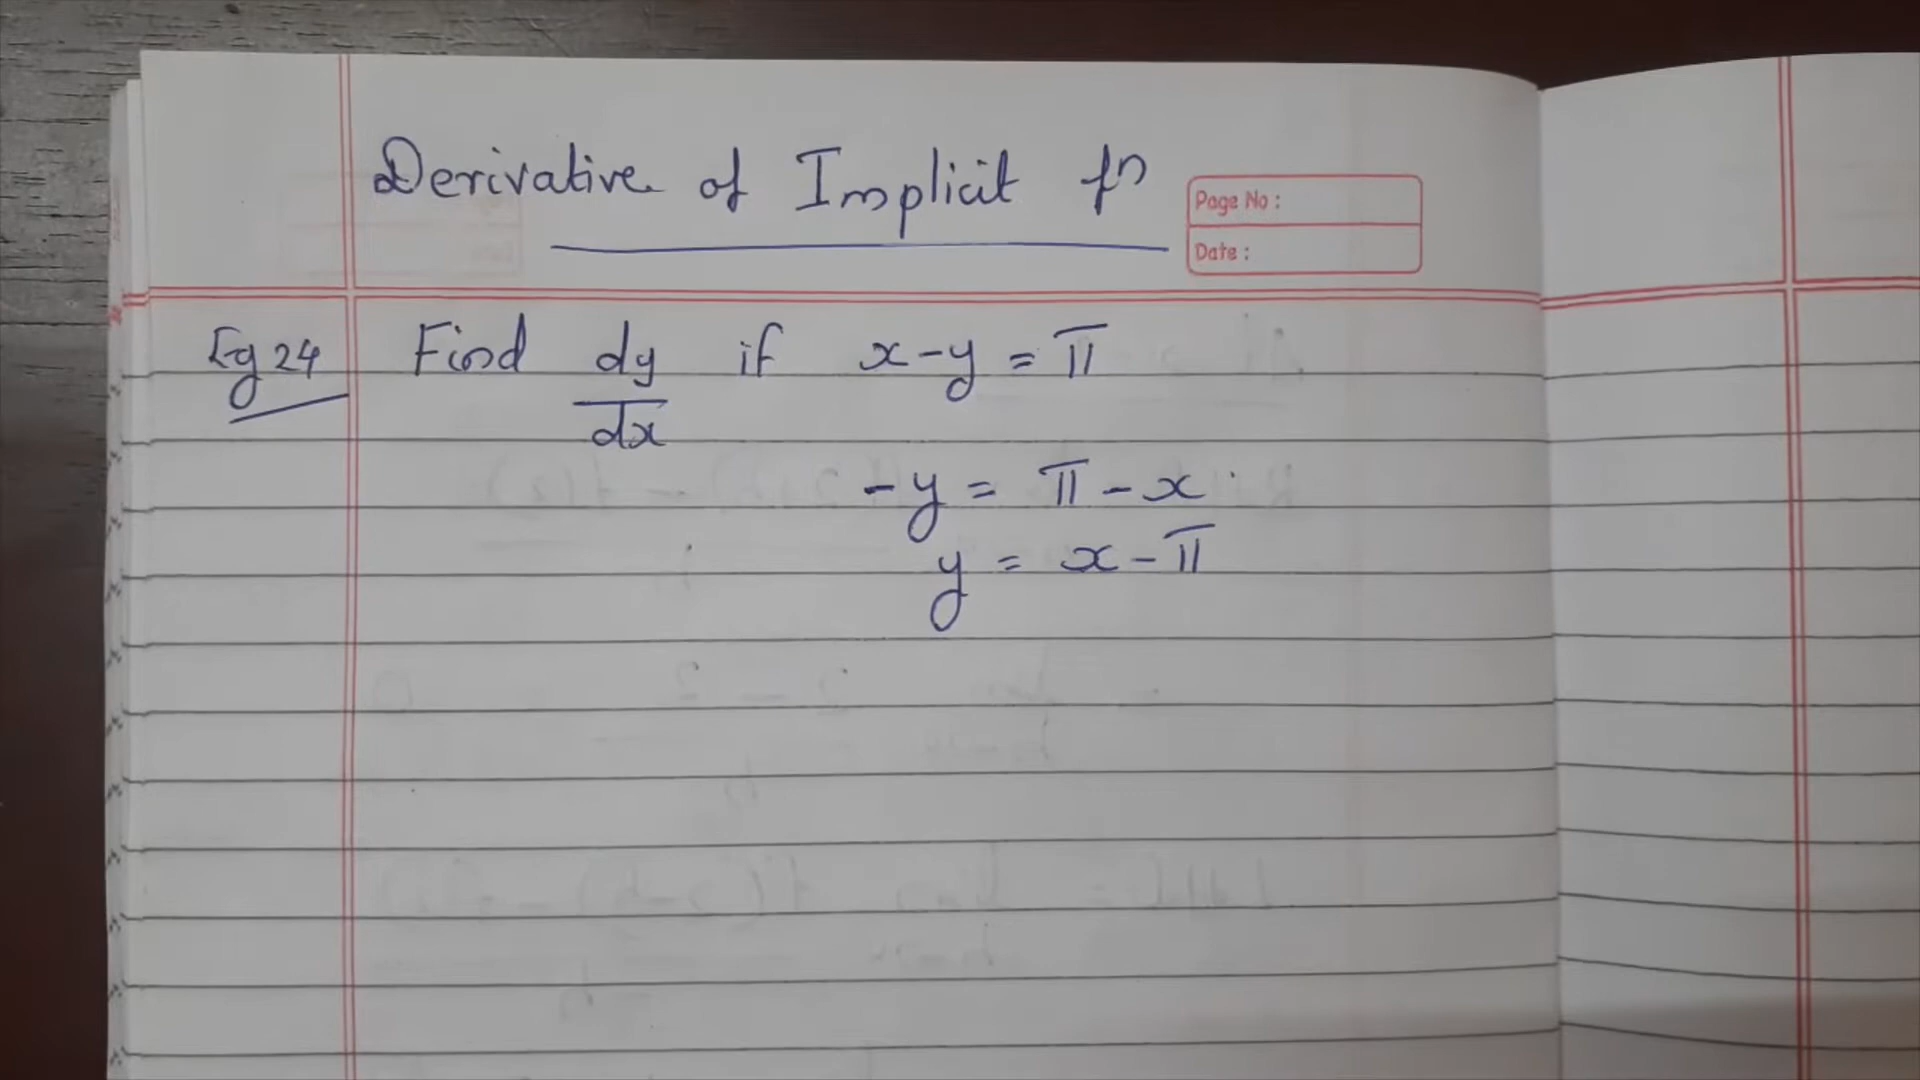 Derivative of Implicit fn
Page No :
Date :
Eg 24 Find dy/dx if x-y = π
-y = π - x
y = x - π